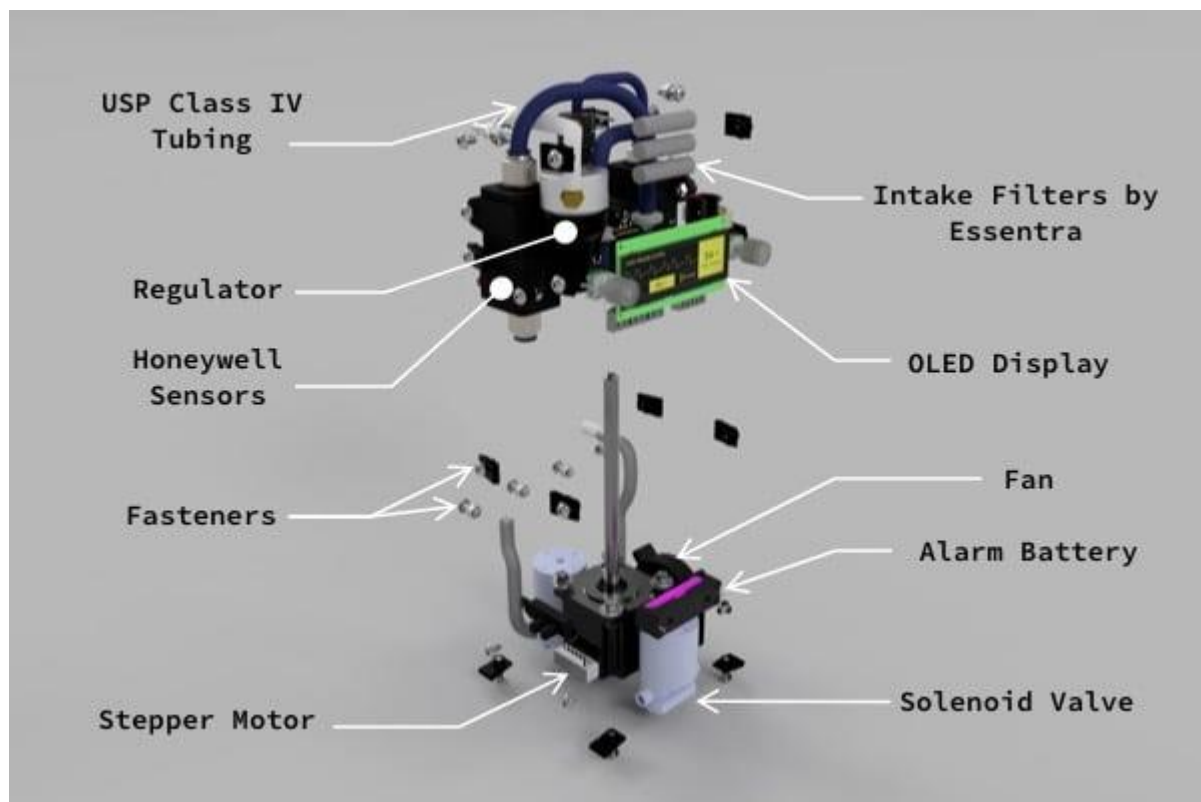 USP Class IV
Tubing
Intake Filters by
Essentra
Regulator
Honeywell
Sensors
OLED Display
Fasteners
Fan
Alarm Battery
Stepper Motor
Solenoid Valve